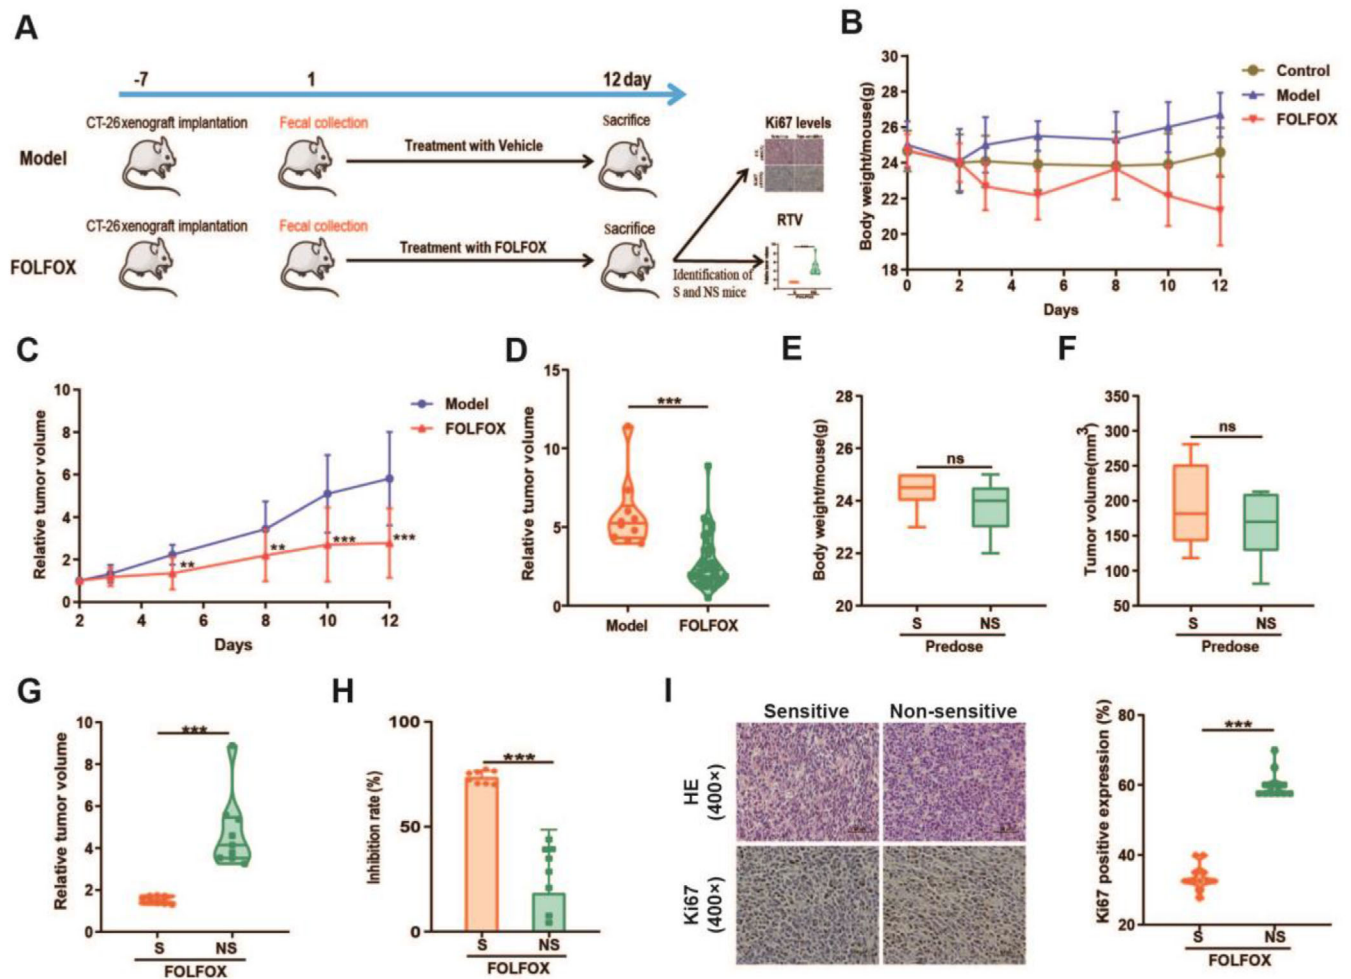 A
-7 1 12 day
CT-26 xenograft implantation Fecal collection Sacrifice
Model Treatment with Vehicle
Ki67 levels
CT-26 xenograft implantation Fecal collection Sacrifice
FOLFOX Treatment with FOLFOX
RTV
Identification of
S and NS mice
B
Body weight/mouse(g)
30
28
26
24
22
20
18
0 2 4 6 8 10 12
Days
Control
Model
FOLFOX
C
Relative tumor volume
10
8
6
4
2
0
2 4 6 8 10 12
Days
** ** *** ***
Model
FOLFOX
D
Relative tumor volume
15
10
5
0
***
Model FOLFOX
E
Body weight/mouse(g)
28
26
24
22
20
ns
S NS
Predose
F
Tumor volume(mm3)
350
300
250
200
150
100
50
ns
S NS
Predose
G
Relative tumor volume
10
8
6
4
2
0
***
S NS
FOLFOX
H
Inhibition rate (%)
100
50
0
***
S NS
FOLFOX
I
Sensitive Non-sensitive
HE
(400×)
Ki67
(400×)
Ki67 positive expression (%)
80
60
40
20
***
S NS
FOLFOX